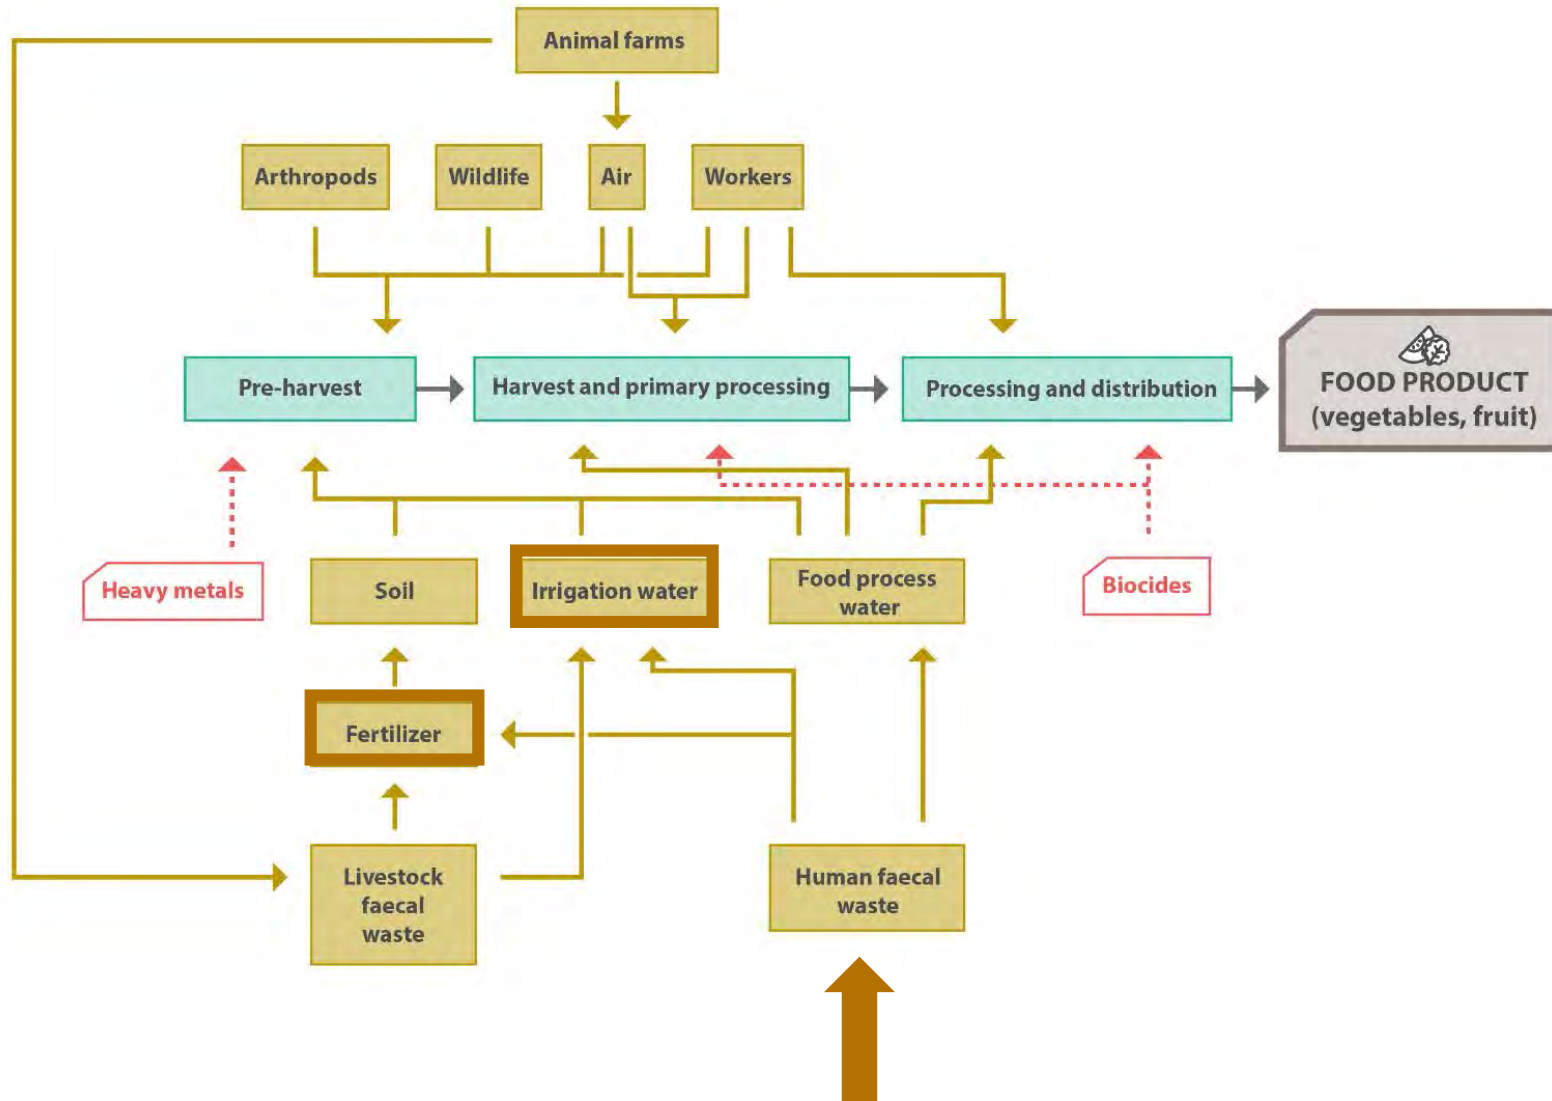 Animal farms
Arthropods
Wildlife
Air
Workers
Pre-harvest
Harvest and primary processing
Processing and distribution
FOOD PRODUCT
(vegetables, fruit)
Heavy metals
Soil
Irrigation water
Food process
water
Biocides
Fertilizer
Livestock
faecal
waste
Human faecal
waste